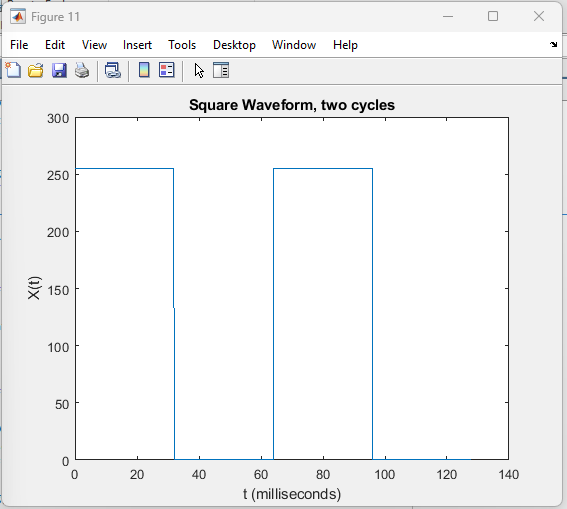 Figure 11
File Edit View Insert Tools Desktop Window Help
Square Waveform, two cycles
300
250
200
150
100
50
0
X(t)
0 20 40 60 80 100 120 140
t (milliseconds)